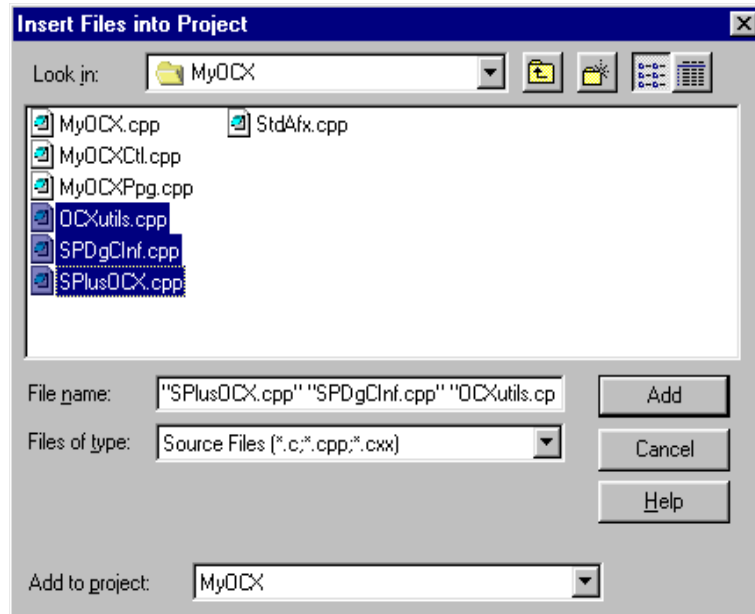 Insert Files into Project
Look in: MyOCX
MyOCX.cpp StdAfx.cpp
MyOCXCtl.cpp
MyOCXPpg.cpp
OCXutils.cpp
SPDgCInf.cpp
SPlusOCX.cpp
File name: "SPlusOCX.cpp" "SPDgCInf.cpp" "OCXutils.cp Add
Files of type: Source Files (*.c;*.cpp;*.cxx) Cancel
Help
Add to project: MyOCX